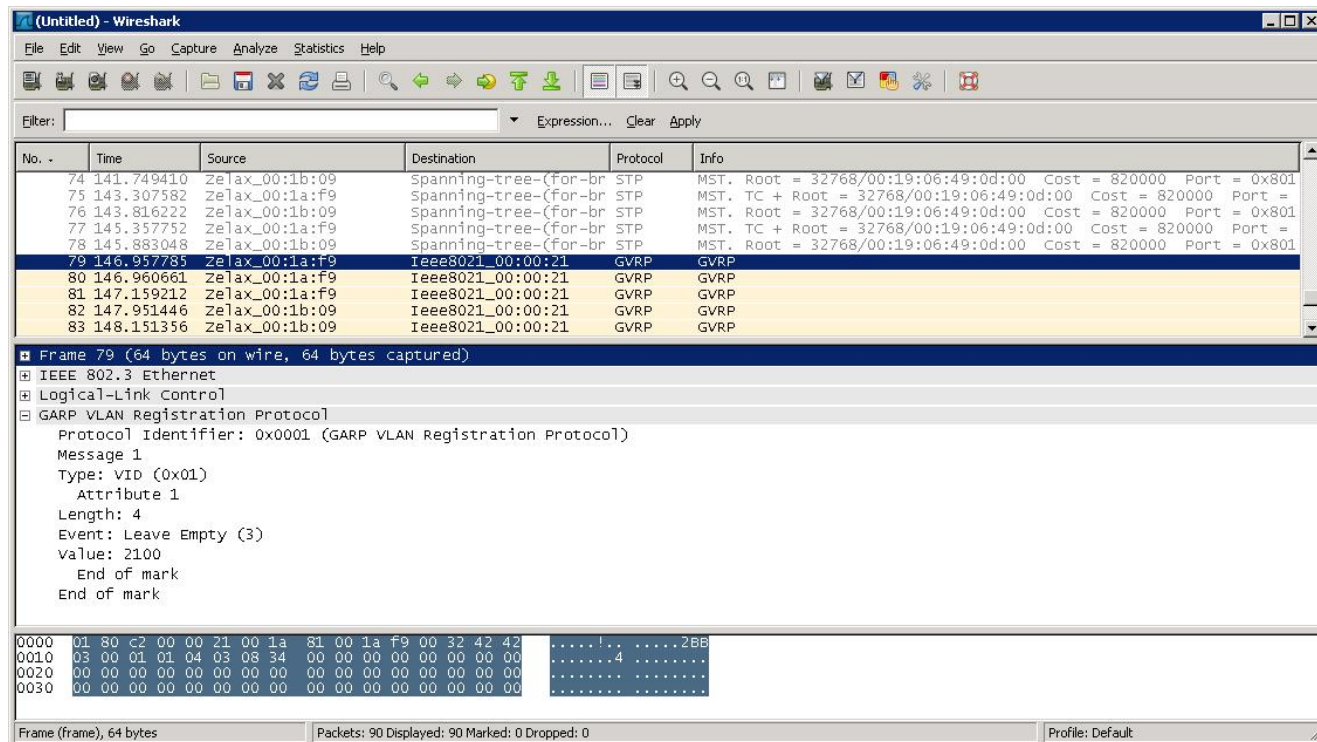 (Untitled) - Wireshark
File Edit View Go Capture Analyze Statistics Help
Filter: Expression... Clear Apply
No. - Time Source Destination Protocol Info
74 141.749410 Zelax_00:1b:09 Spanning-tree-(for-br STP MST. Root = 32768/00:19:06:49:0d:00 Cost = 820000 Port = 0x801
75 143.307582 Zelax_00:1a:f9 Spanning-tree-(for-br STP MST. TC + Root = 32768/00:19:06:49:0d:00 Cost = 820000 Port =
76 143.816222 Zelax_00:1b:09 Spanning-tree-(for-br STP MST. Root = 32768/00:19:06:49:0d:00 Cost = 820000 Port = 0x801
77 145.357752 Zelax_00:1a:f9 Spanning-tree-(for-br STP MST. TC + Root = 32768/00:19:06:49:0d:00 Cost = 820000 Port =
78 145.883048 Zelax_00:1b:09 Spanning-tree-(for-br STP MST. Root = 32768/00:19:06:49:0d:00 Cost = 820000 Port = 0x801
79 146.957785 Zelax_00:1a:f9 Ieee8021_00:00:21 GVRP GVRP
80 146.960661 Zelax_00:1a:f9 Ieee8021_00:00:21 GVRP GVRP
81 147.159212 Zelax_00:1a:f9 Ieee8021_00:00:21 GVRP GVRP
82 147.951446 Zelax_00:1b:09 Ieee8021_00:00:21 GVRP GVRP
83 148.151356 Zelax_00:1b:09 Ieee8021_00:00:21 GVRP GVRP
Frame 79 (64 bytes on wire, 64 bytes captured)
IEEE 802.3 Ethernet
Logical-Link Control
GARP VLAN Registration Protocol
Protocol Identifier: 0x0001 (GARP VLAN Registration Protocol)
Message 1
Type: VID (0x01)
Attribute 1
Length: 4
Event: Leave Empty (3)
Value: 2100
End of mark
End of mark
0000 01 80 c2 00 00 21 00 1a 81 00 1a f9 00 32 42 42 .....!.. .....2BB
0010 03 00 01 01 04 03 08 34 00 00 00 00 00 00 00 00 .......4 ........
0020 00 00 00 00 00 00 00 00 00 00 00 00 00 00 00 00 ........ ........
0030 00 00 00 00 00 00 00 00 00 00 00 00 00 00 00 00 ........ ........
Frame (frame), 64 bytes Packets: 90 Displayed: 90 Marked: 0 Dropped: 0 Profile: Default